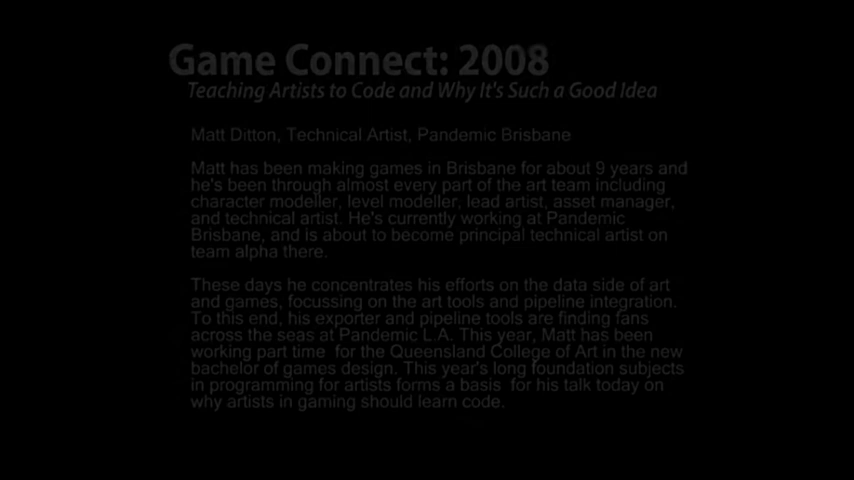 Game Connect: 2008
Teaching Artists to Code and Why It's Such a Good Idea
Matt Ditton, Technical Artist, Pandemic Brisbane
Matt has been making games in Brisbane for about 9 years and
he's been through almost every part of the art team including
character modeller, level modeller, lead artist, asset manager,
and technical artist. He's currently working at Pandemic
Brisbane, and is about to become principal technical artist on
team alpha there.
These days he concentrates his efforts on the data side of art
and games, focussing on the art tools and pipeline integration.
To this end, his exporter and pipeline tools are finding fans
across the seas at Pandemic L.A. This year, Matt has been
working part time for the Queensland College of Art in the new
bachelor of games design. This year's long foundation subjects
in programming for artists forms a basis for his talk today on
why artists in gaming should learn code.